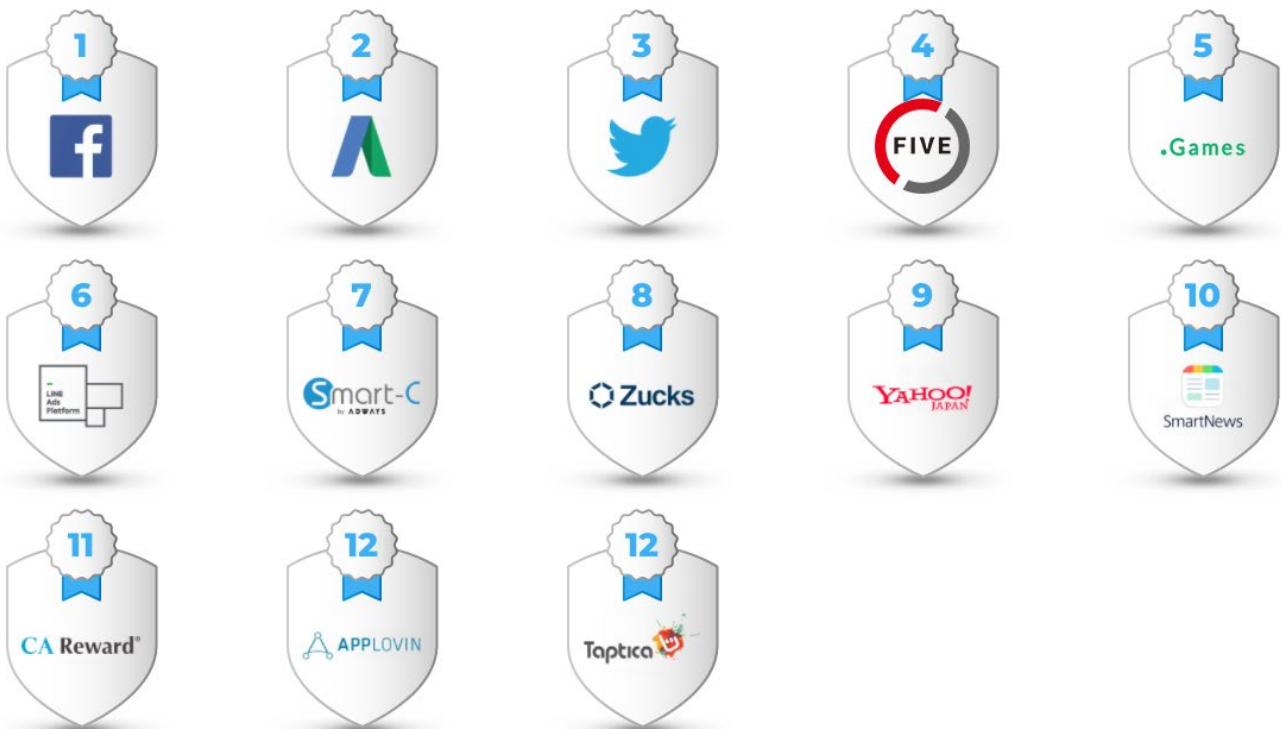 1
2
3
4
5
f
FIVE
.Games
6
7
8
9
10
LINE
Ads
Platform
Smart-C
by ADWAYS
Zucks
YAHOO!
JAPAN
SmartNews
11
12
12
CA Reward®
APPLOVIN
Taptica